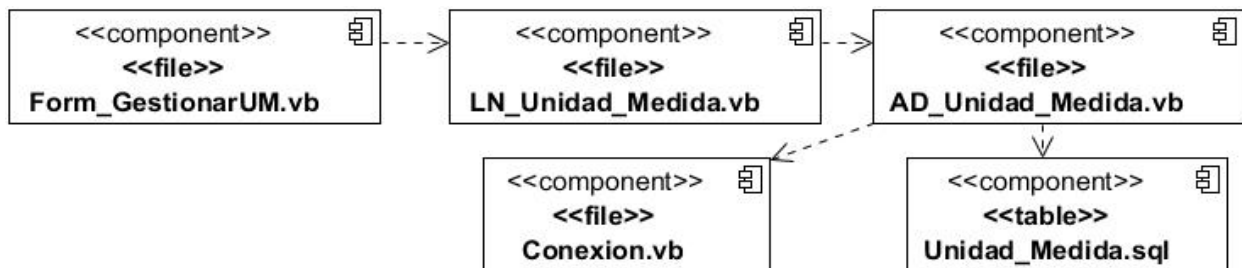 <<component>>
<<file>>
Form_GestionarUM.vb
<<component>>
<<file>>
LN_Unidad_Medida.vb
<<component>>
<<file>>
AD_Unidad_Medida.vb
<<component>>
<<file>>
Conexion.vb
<<component>>
<<table>>
Unidad_Medida.sql